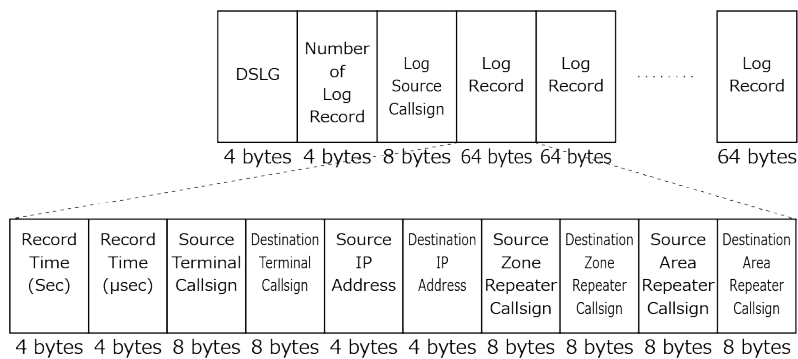 DSLG
Number
of
Log
Record
Log
Source
Callsign
Log
Record
Log
Record
........
Log
Record
4 bytes
4 bytes
8 bytes
64 bytes
64 bytes
64 bytes
Record
Time
(Sec)
Record
Time
(μsec)
Source
Terminal
Callsign
Destination
Terminal
Callsign
Source
IP
Address
Destination
IP
Address
Source
Zone
Repeater
Callsign
Destination
Zone
Repeater
Callsign
Source
Area
Repeater
Callsign
Destination
Area
Repeater
Callsign
4 bytes
4 bytes
8 bytes
8 bytes
4 bytes
4 bytes
8 bytes
8 bytes
8 bytes
8 bytes